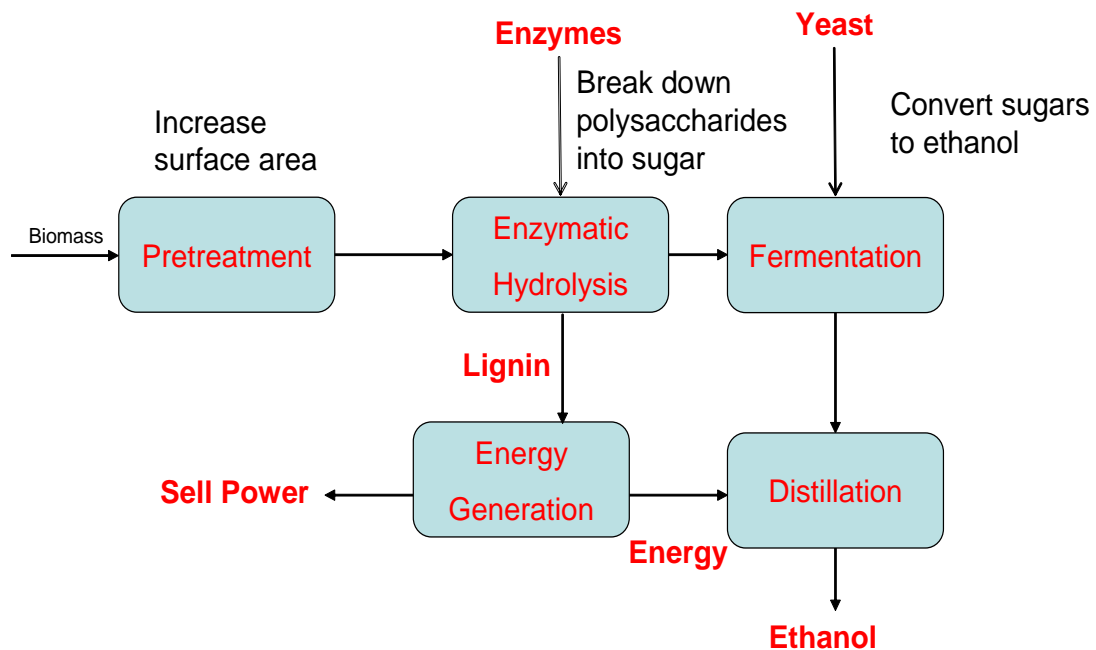 Enzymes
Yeast
Break down
polysaccharides
into sugar
Convert sugars
to ethanol
Increase
surface area
Biomass
Pretreatment
Enzymatic
Hydrolysis
Fermentation
Lignin
Energy
Generation
Sell Power
Distillation
Energy
Ethanol